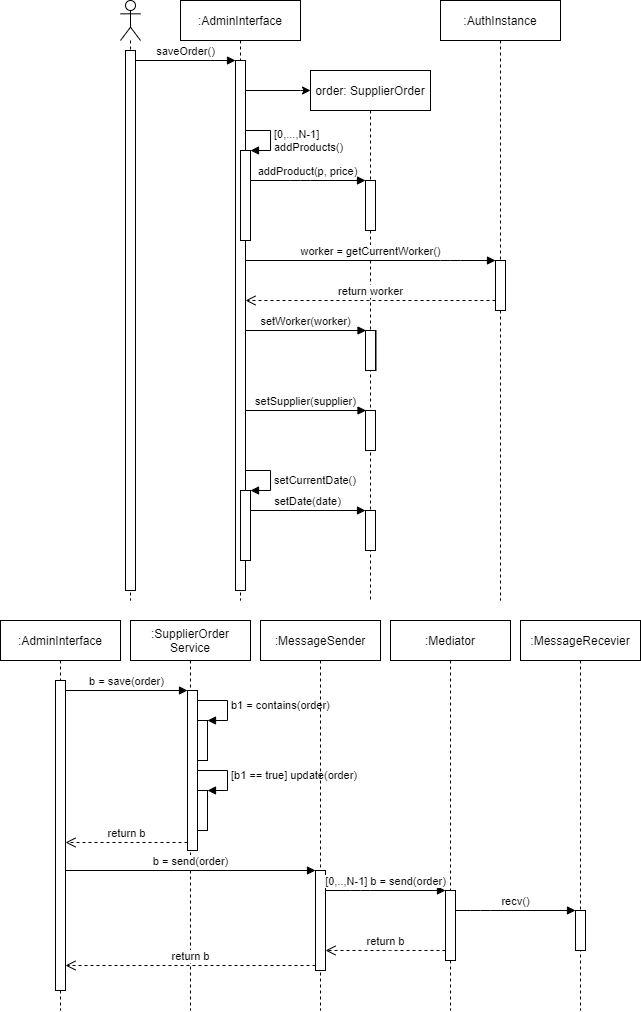 :AdminInterface
:AuthInstance
saveOrder()
order: SupplierOrder
[0,...,N-1]
addProducts()
addProduct(p, price)
worker = getCurrentWorker()
return worker
setWorker(worker)
setSupplier(supplier)
setCurrentDate()
setDate(date)
:AdminInterface
:SupplierOrder
Service
:MessageSender
:Mediator
:MessageRecevier
b = save(order)
b1 = contains(order)
[b1 == true] update(order)
return b
b = send(order)
[0,..,N-1] b = send(order)
recv()
return b
return b